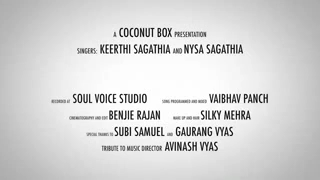 A COCONUT BOX PRESENTATION
SINGERS: KEERTHI SAGATHIA AND NYSA SAGATHIA
RECORDED AT SOUL VOICE STUDIO SONG PROGRAMMED AND MIXED VAIBHAV PANCH
CINEMATOGRAPHY AND EDIT BENJIE RAJAN MAKE UP AND HAIR SILKY MEHRA
SPECIAL THANKS TO SUBI SAMUEL AND GAURANG VYAS
TRIBUTE TO MUSIC DIRECTOR AVINASH VYAS